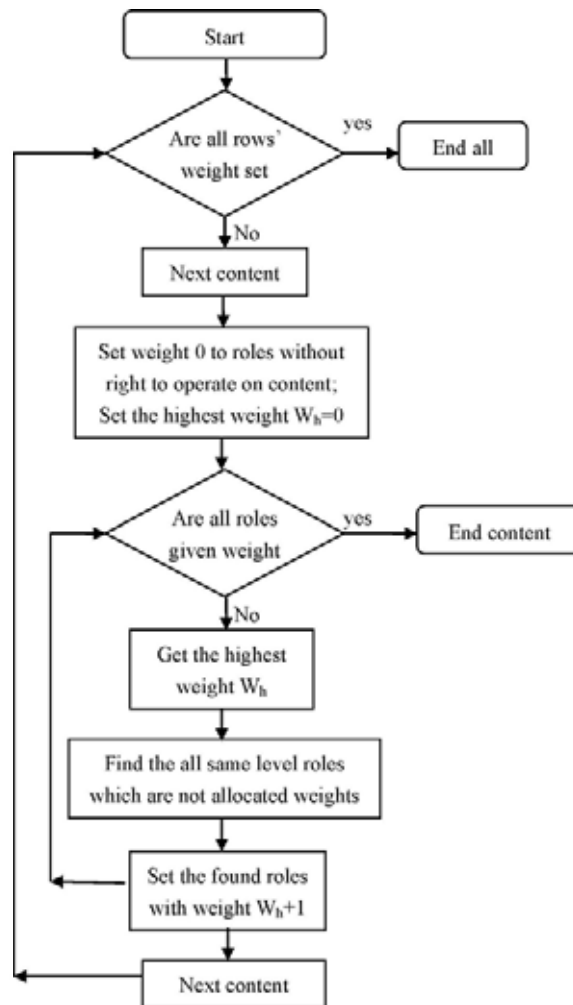 Start
Are all rows'
weight set
yes
End all
No
Next content
Set weight 0 to roles without
right to operate on content;
Set the highest weight Wₕ=0
Are all roles
given weight
yes
End content
No
Get the highest
weight Wₕ
Find the all same level roles
which are not allocated weights
Set the found roles
with weight Wₕ+1
Next content